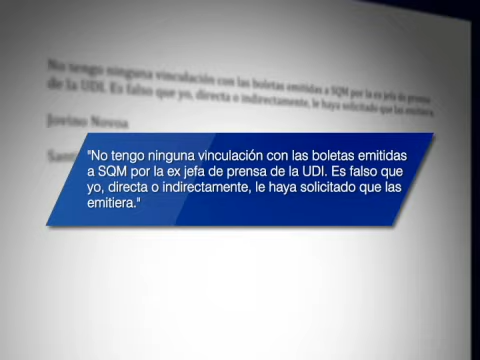 No tengo ninguna vinculación con las boletas emitidas a SQM por la ex jefa de prensa
de la UDI. Es falso que yo, directa o indirectamente, le haya solicitado que las emitiera.
Jovino Novoa
"No tengo ninguna vinculación con las boletas emitidas
a SQM por la ex jefa de prensa de la UDI. Es falso que
yo, directa o indirectamente, le haya solicitado que las
emitiera."